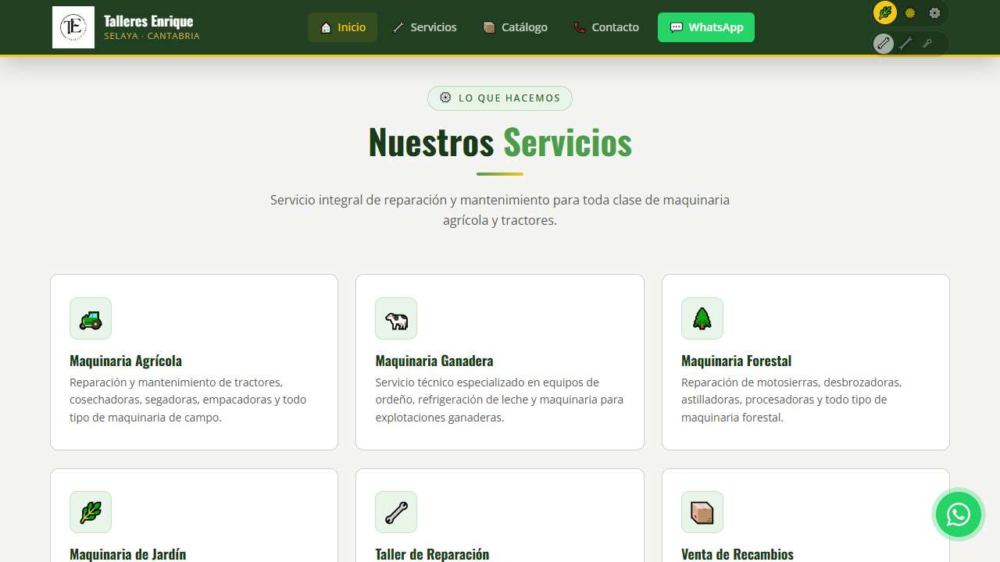 TE
Talleres Enrique
SELAYA · CANTABRIA
Inicio
Servicios
Catálogo
Contacto
WhatsApp
LO QUE HACEMOS
Nuestros Servicios
Servicio integral de reparación y mantenimiento para toda clase de maquinaria
agrícola y tractores.
Maquinaria Agrícola
Reparación y mantenimiento de tractores,
cosechadoras, segadoras, empacadoras y todo
tipo de maquinaria de campo.
Maquinaria Ganadera
Servicio técnico especializado en equipos de
ordeño, refrigeración de leche y maquinaria para
explotaciones ganaderas.
Maquinaria Forestal
Reparación de motosierras, desbrozadoras,
astilladoras, procesadoras y todo tipo de
maquinaria forestal.
Maquinaria de Jardín
Taller de Reparación
Venta de Recambios